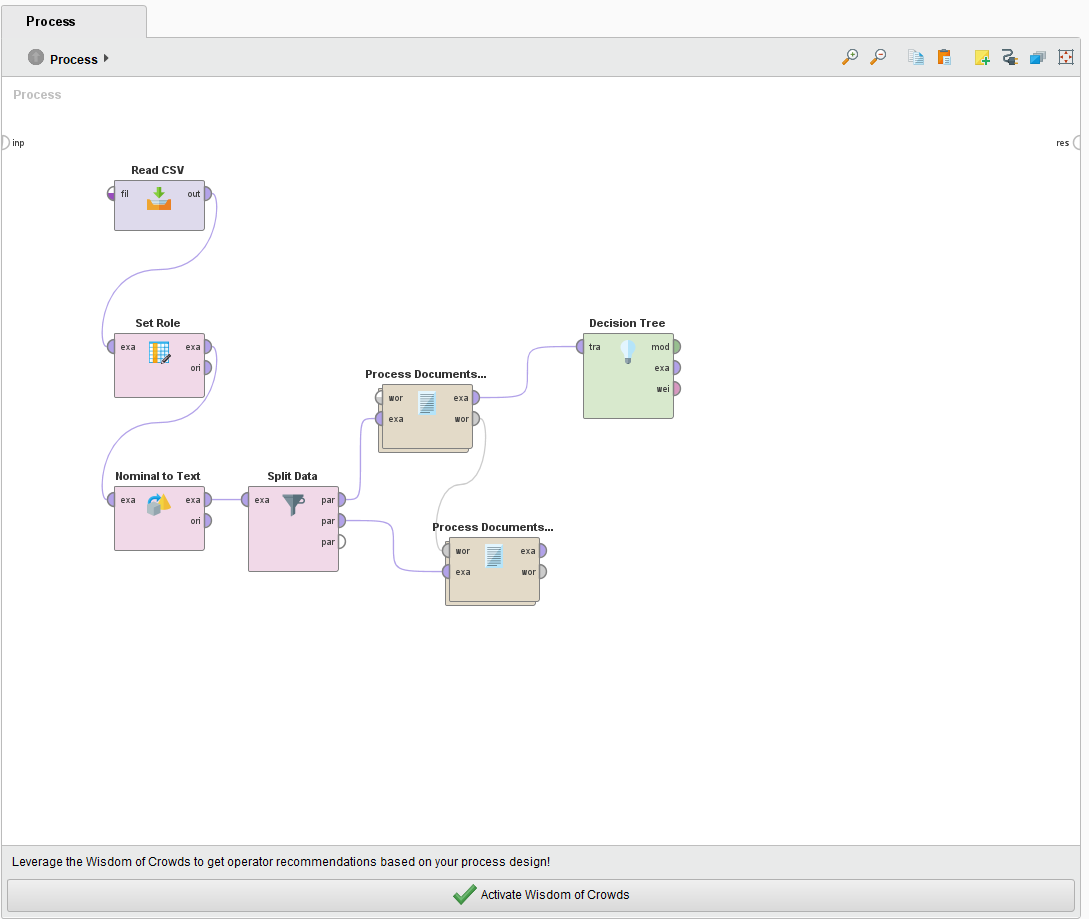 Process
Process
Process
inp
res
Read CSV
fil
out
Set Role
exa
exa
ori
Decision Tree
tra
mod
exa
wei
Process Documents...
wor
exa
exa
wor
Nominal to Text
exa
exa
ori
Split Data
exa
par
par
par
Process Documents...
wor
exa
exa
wor
Leverage the Wisdom of Crowds to get operator recommendations based on your process design!
Activate Wisdom of Crowds